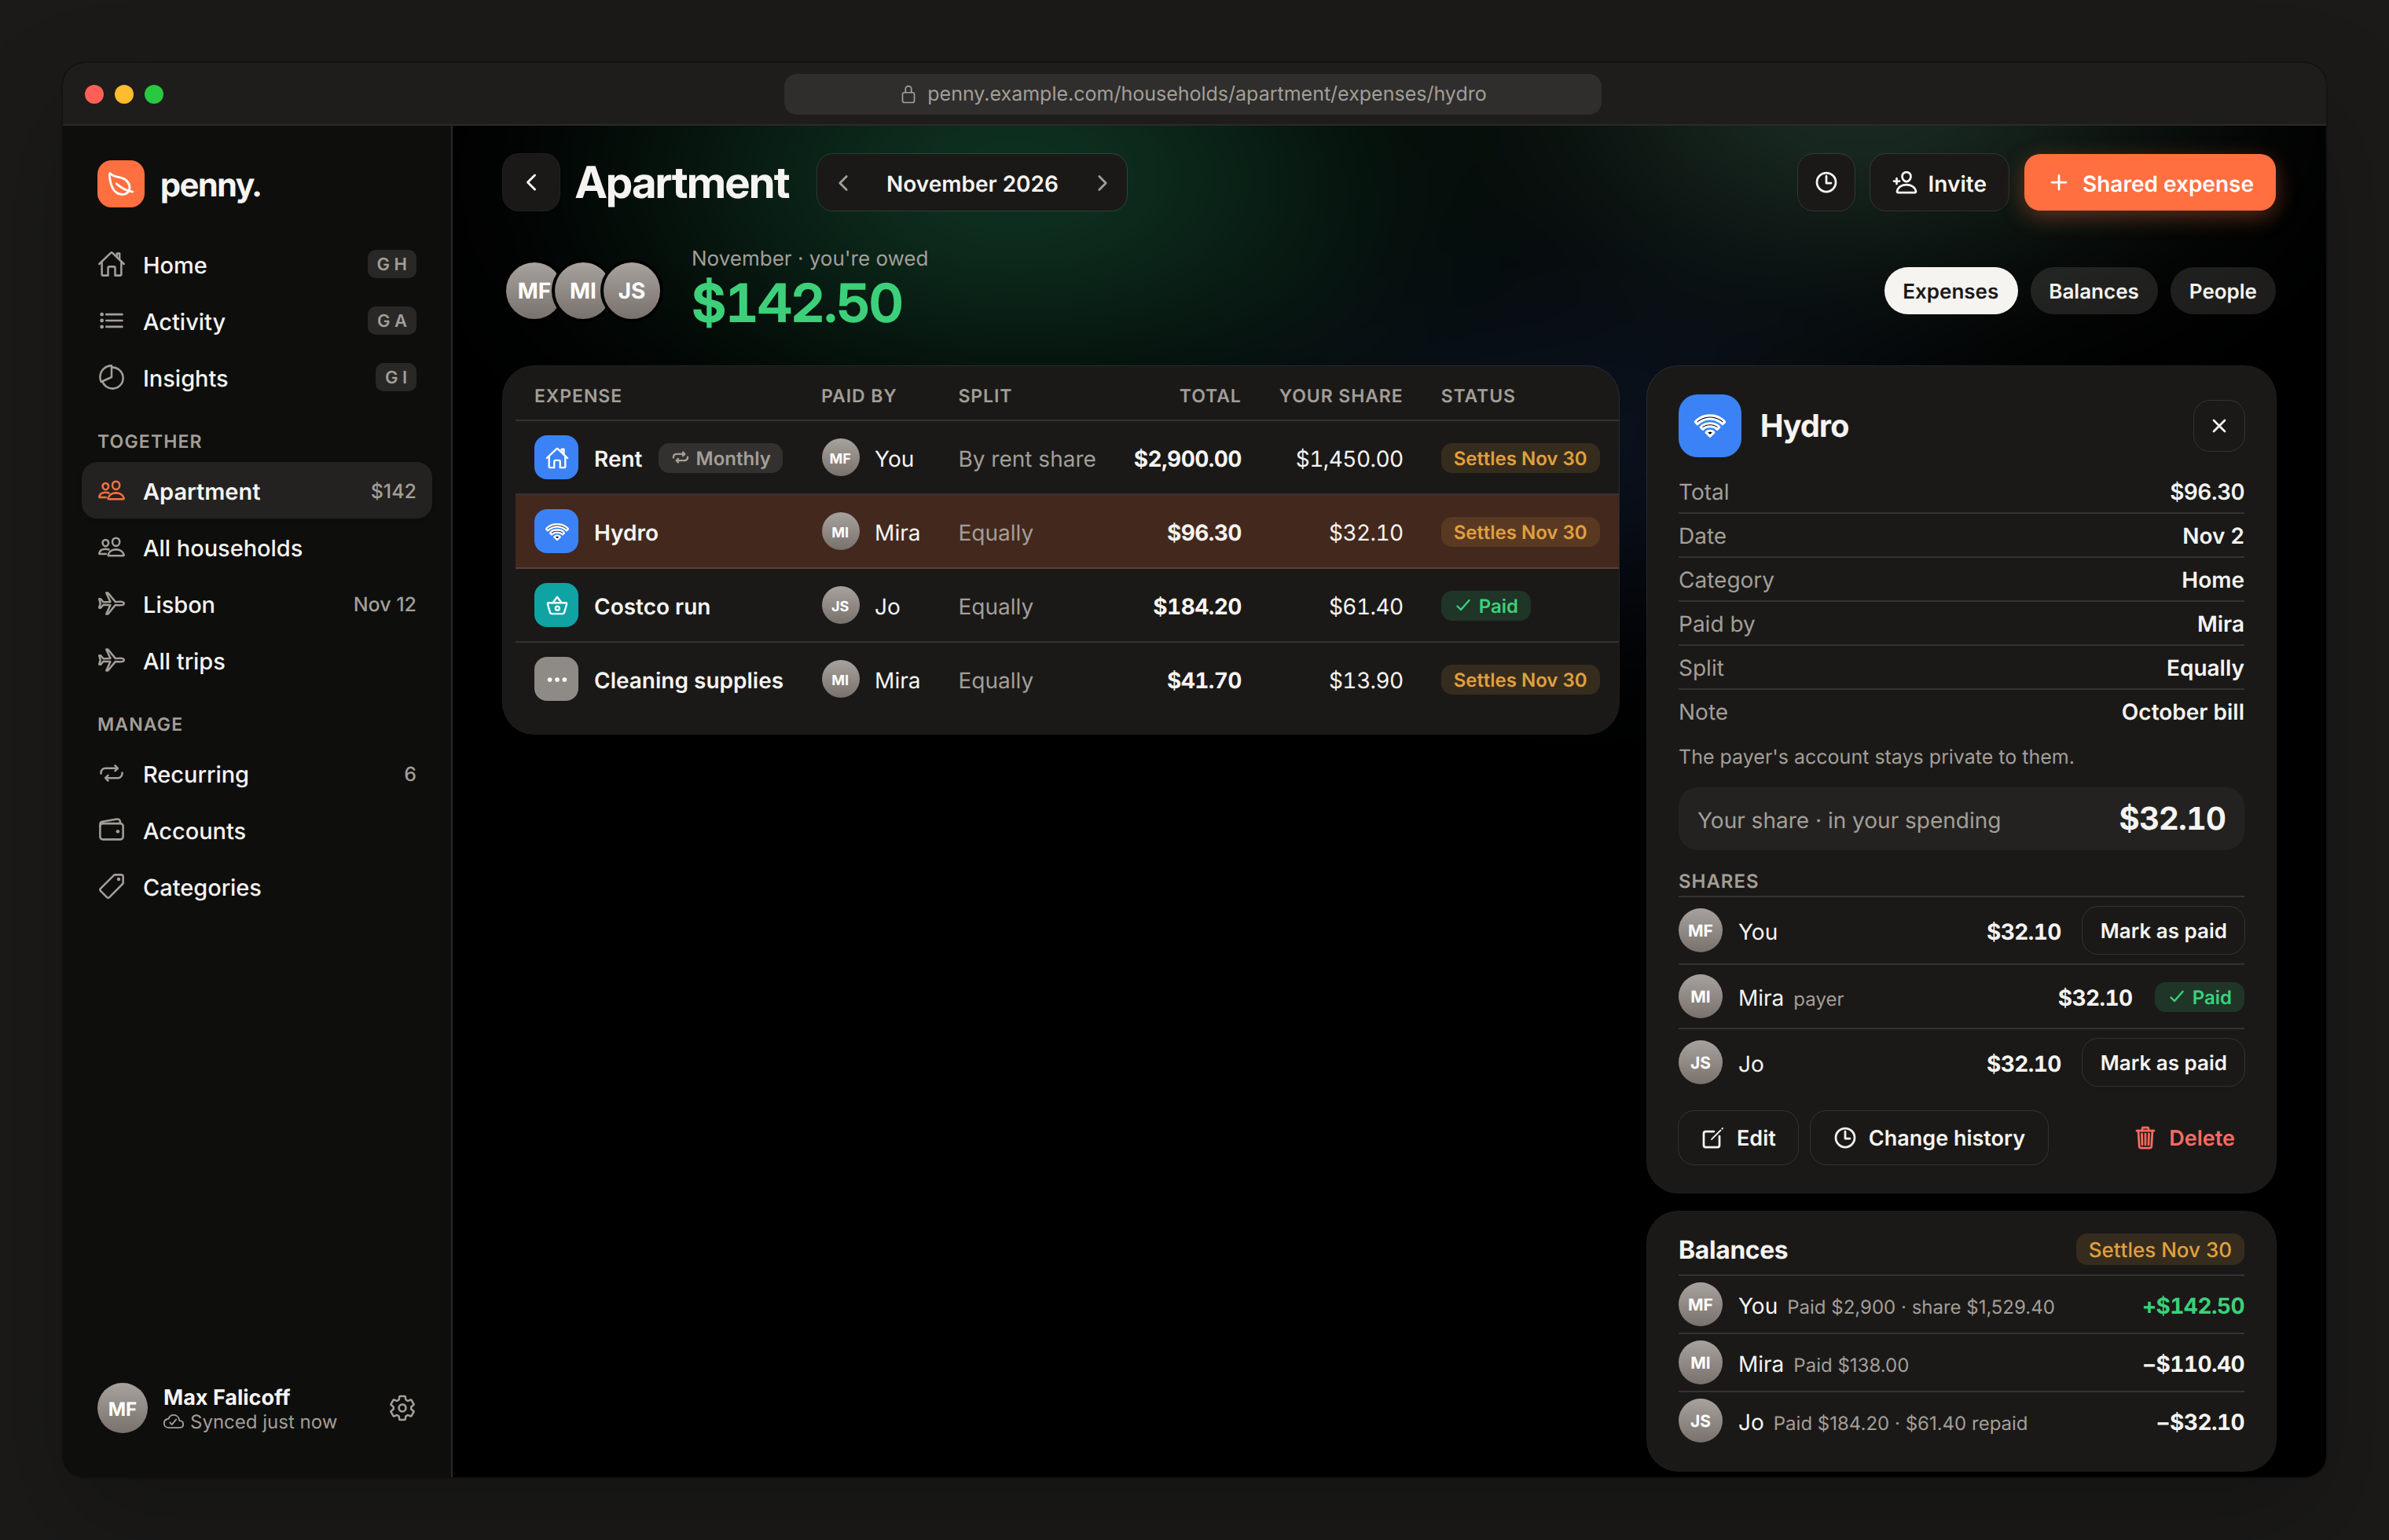 penny.example.com/households/apartment/expenses/hydro
penny.
Home G H
Activity G A
Insights G I
TOGETHER
Apartment $142
All households
Lisbon Nov 12
All trips
MANAGE
Recurring 6
Accounts
Categories
MF Max Falicoff
Synced just now
Apartment November 2026 Invite + Shared expense
MF MI JS
November · you're owed
$142.50
Expenses Balances People
EXPENSE PAID BY SPLIT TOTAL YOUR SHARE STATUS
Rent Monthly MF You By rent share $2,900.00 $1,450.00 Settles Nov 30
Hydro MI Mira Equally $96.30 $32.10 Settles Nov 30
Costco run JS Jo Equally $184.20 $61.40 Paid
Cleaning supplies MI Mira Equally $41.70 $13.90 Settles Nov 30
Hydro
Total $96.30
Date Nov 2
Category Home
Paid by Mira
Split Equally
Note October bill
The payer's account stays private to them.
Your share · in your spending $32.10
SHARES
MF You $32.10 Mark as paid
MI Mira payer $32.10 Paid
JS Jo $32.10 Mark as paid
Edit Change history Delete
Balances Settles Nov 30
MF You Paid $2,900 · share $1,529.40 +$142.50
MI Mira Paid $138.00 −$110.40
JS Jo Paid $184.20 · $61.40 repaid −$32.10